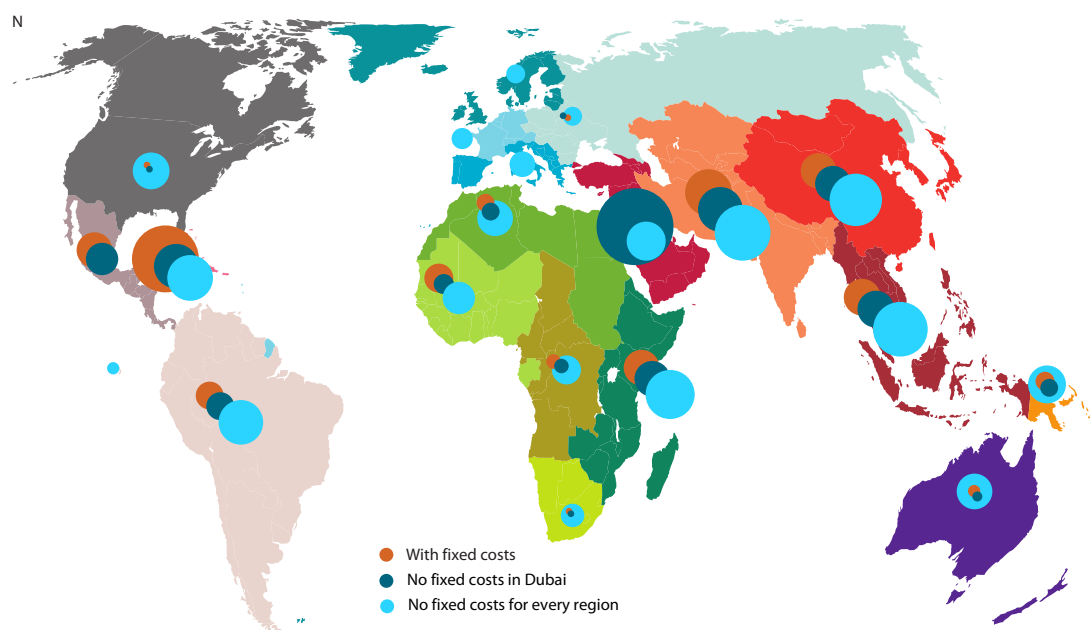 N
With fixed costs
No fixed costs in Dubai
No fixed costs for every region